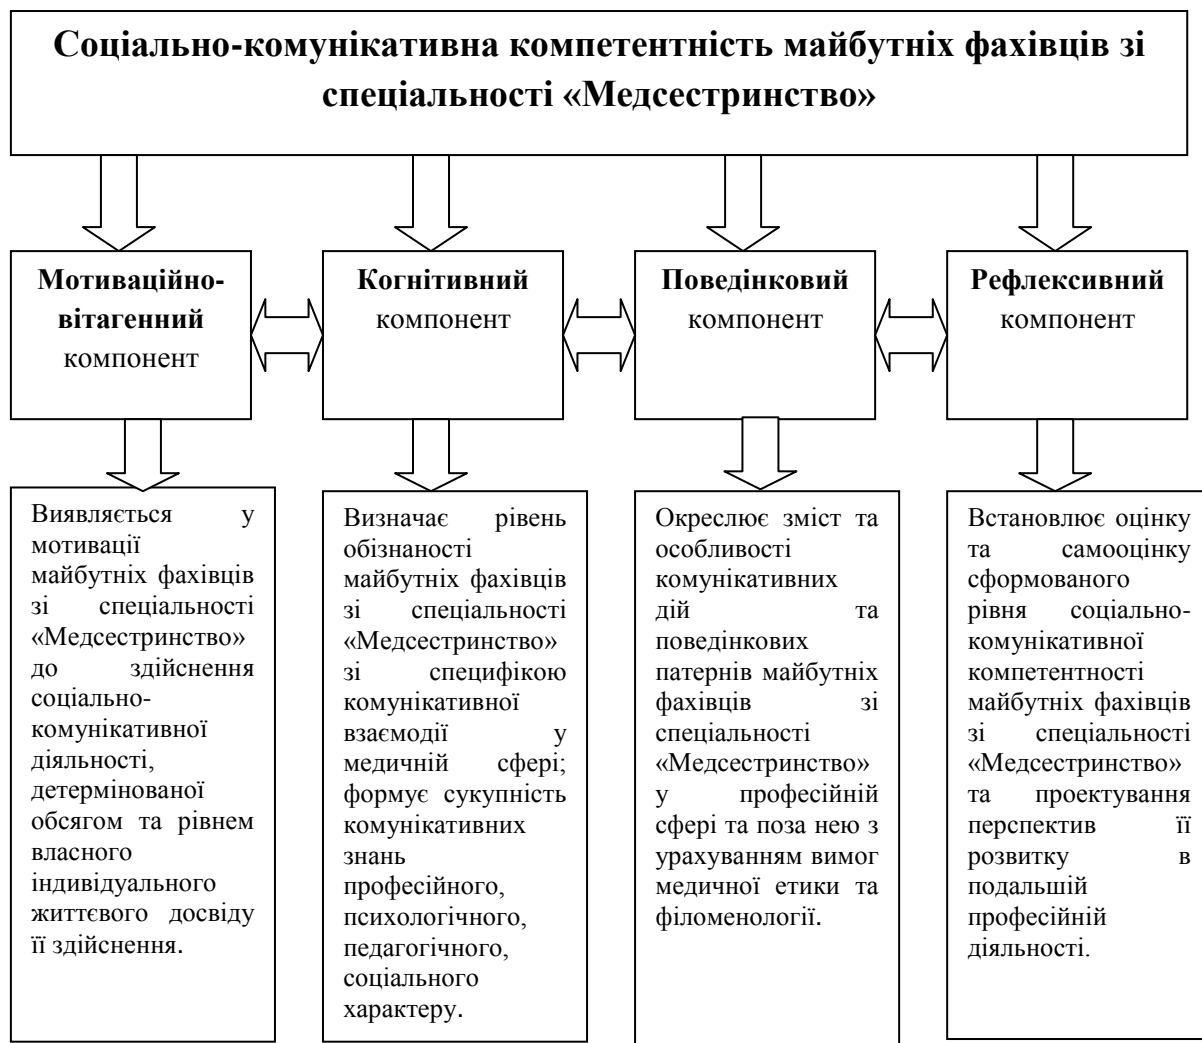 Соціально-комунікативна компетентність майбутніх фахівців зі
спеціальності «Медсестринство»
Мотиваційно-
вітагенний
компонент
Когнітивний
компонент
Поведінковий
компонент
Рефлексивний
компонент
Виявляється у
мотивації
майбутніх фахівців
зі спеціальності
«Медсестринство»
до здійснення
соціально-
комунікативної
діяльності,
детермінованої
обсягом та рівнем
власного
індивідуального
життєвого досвіду
її здійснення.
Визначає рівень
обізнаності
майбутніх фахівців
зі спеціальності
«Медсестринство»
зі специфікою
комунікативної
взаємодії у
медичній сфері;
формує сукупність
комунікативних
знань
професійного,
психологічного,
педагогічного,
соціального
характеру.
Окреслює зміст та
особливості
комунікативних
дій та
поведінкових
патернів майбутніх
фахівців зі
спеціальності
«Медсестринство»
у професійній
сфері та поза нею з
урахуванням вимог
медичної етики та
філоменології.
Встановлює оцінку
та самооцінку
сформованого
рівня соціально-
комунікативної
компетентності
майбутніх фахівців
зі спеціальності
«Медсестринство»
та проектування
перспектив її
розвитку в
подальшій
професійній
діяльності.